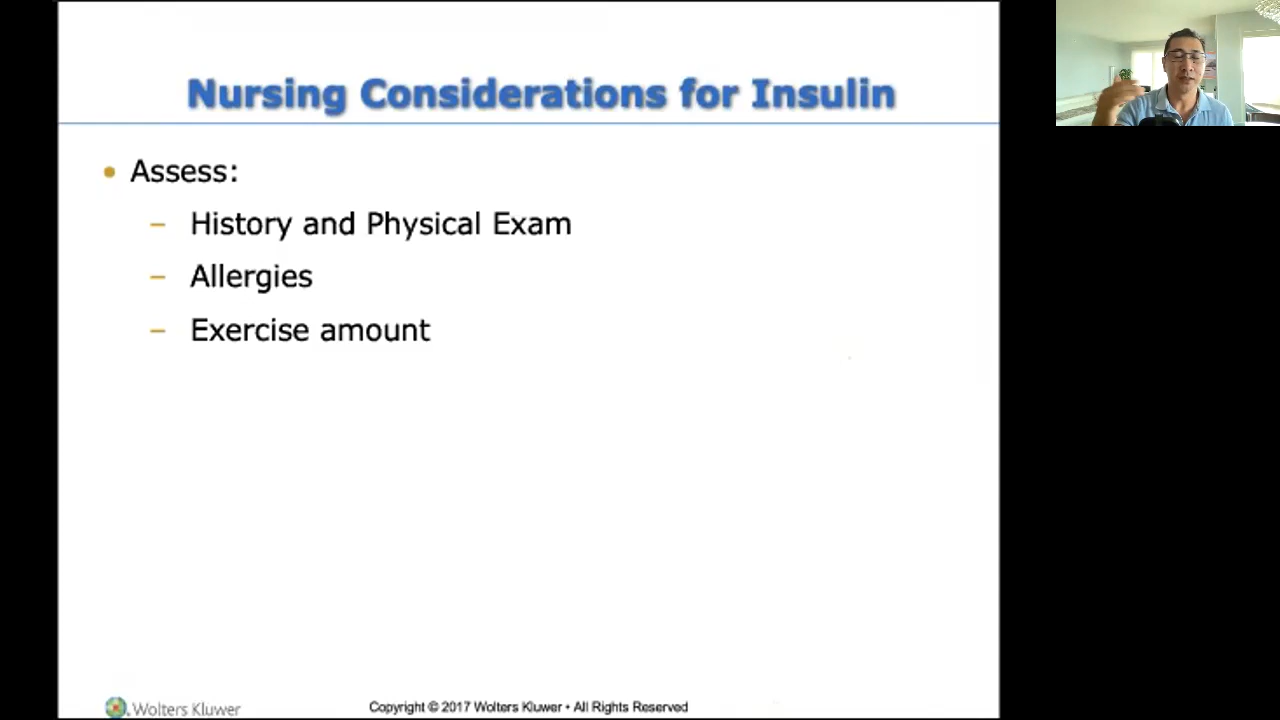 Nursing Considerations for Insulin
• Assess:
– History and Physical Exam
– Allergies
– Exercise amount
Wolters Kluwer
Copyright © 2017 Wolters Kluwer • All Rights Reserved